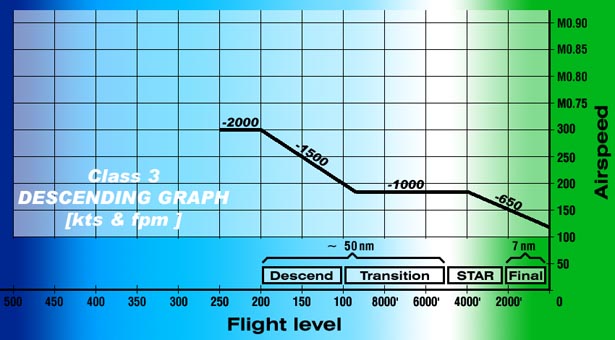 M0.90
M0.85
M0.80
M0.75
300
250
200
150
100
50
0
Airspeed
-2000
-1500
-1000
-650
Class 3
DESCENDING GRAPH
[kts & fpm ]
~ 50 nm
7 nm
Descend
Transition
STAR
Final
500 450 400 350 300 250 200 150 100 8000' 6000' 4000' 2000' 0
Flight level